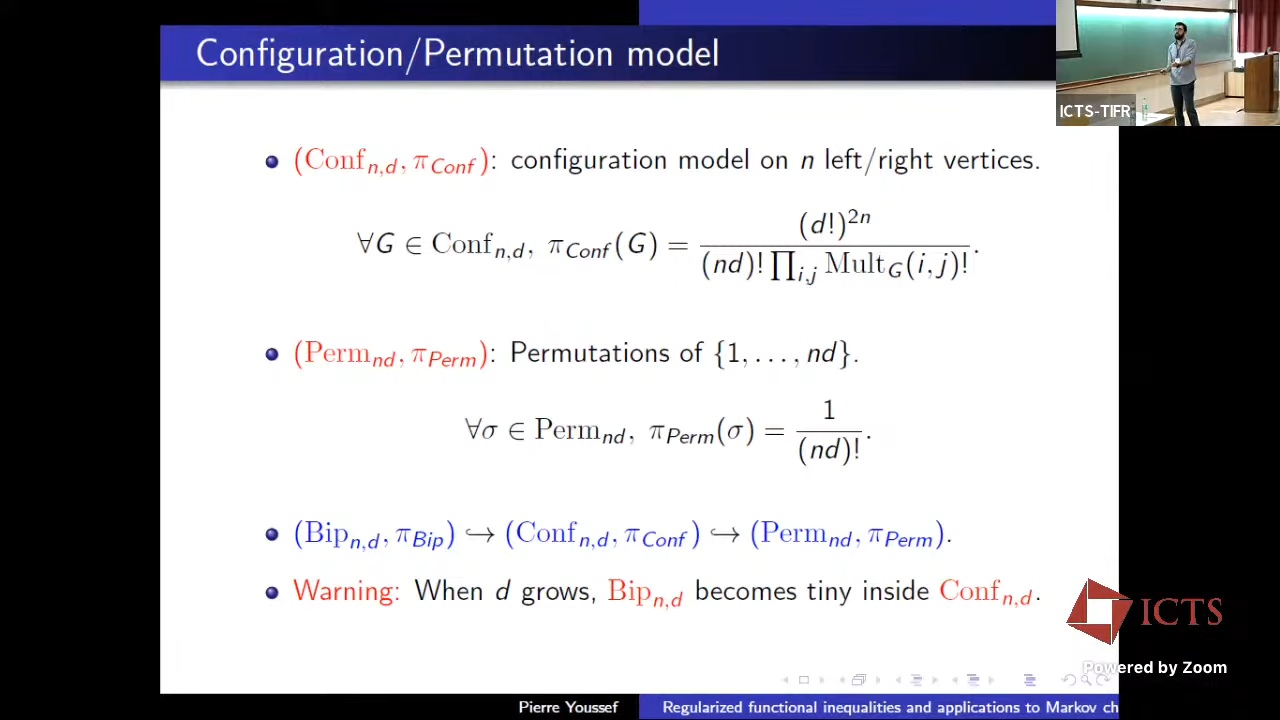 Configuration/Permutation model
ICTS-TIFR
(Conf_{n,d}, π_{Conf}): configuration model on n left/right vertices.
∀G ∈ Conf_{n,d}, π_{Conf}(G) = (d!)^{2n} / ((nd)! ∏_{i,j} Mult_G(i, j)!).
(Perm_{nd}, π_{Perm}): Permutations of {1, . . . , nd}.
∀σ ∈ Perm_{nd}, π_{Perm}(σ) = 1 / (nd)!.
(Bip_{n,d}, π_{Bip}) ↪ (Conf_{n,d}, π_{Conf}) ↪ (Perm_{nd}, π_{Perm}).
Warning: When d grows, Bip_{n,d} becomes tiny inside Conf_{n,d}.
ICTS
Powered by Zoom
Pierre Youssef
Regularized functional inequalities and applications to Markov ch